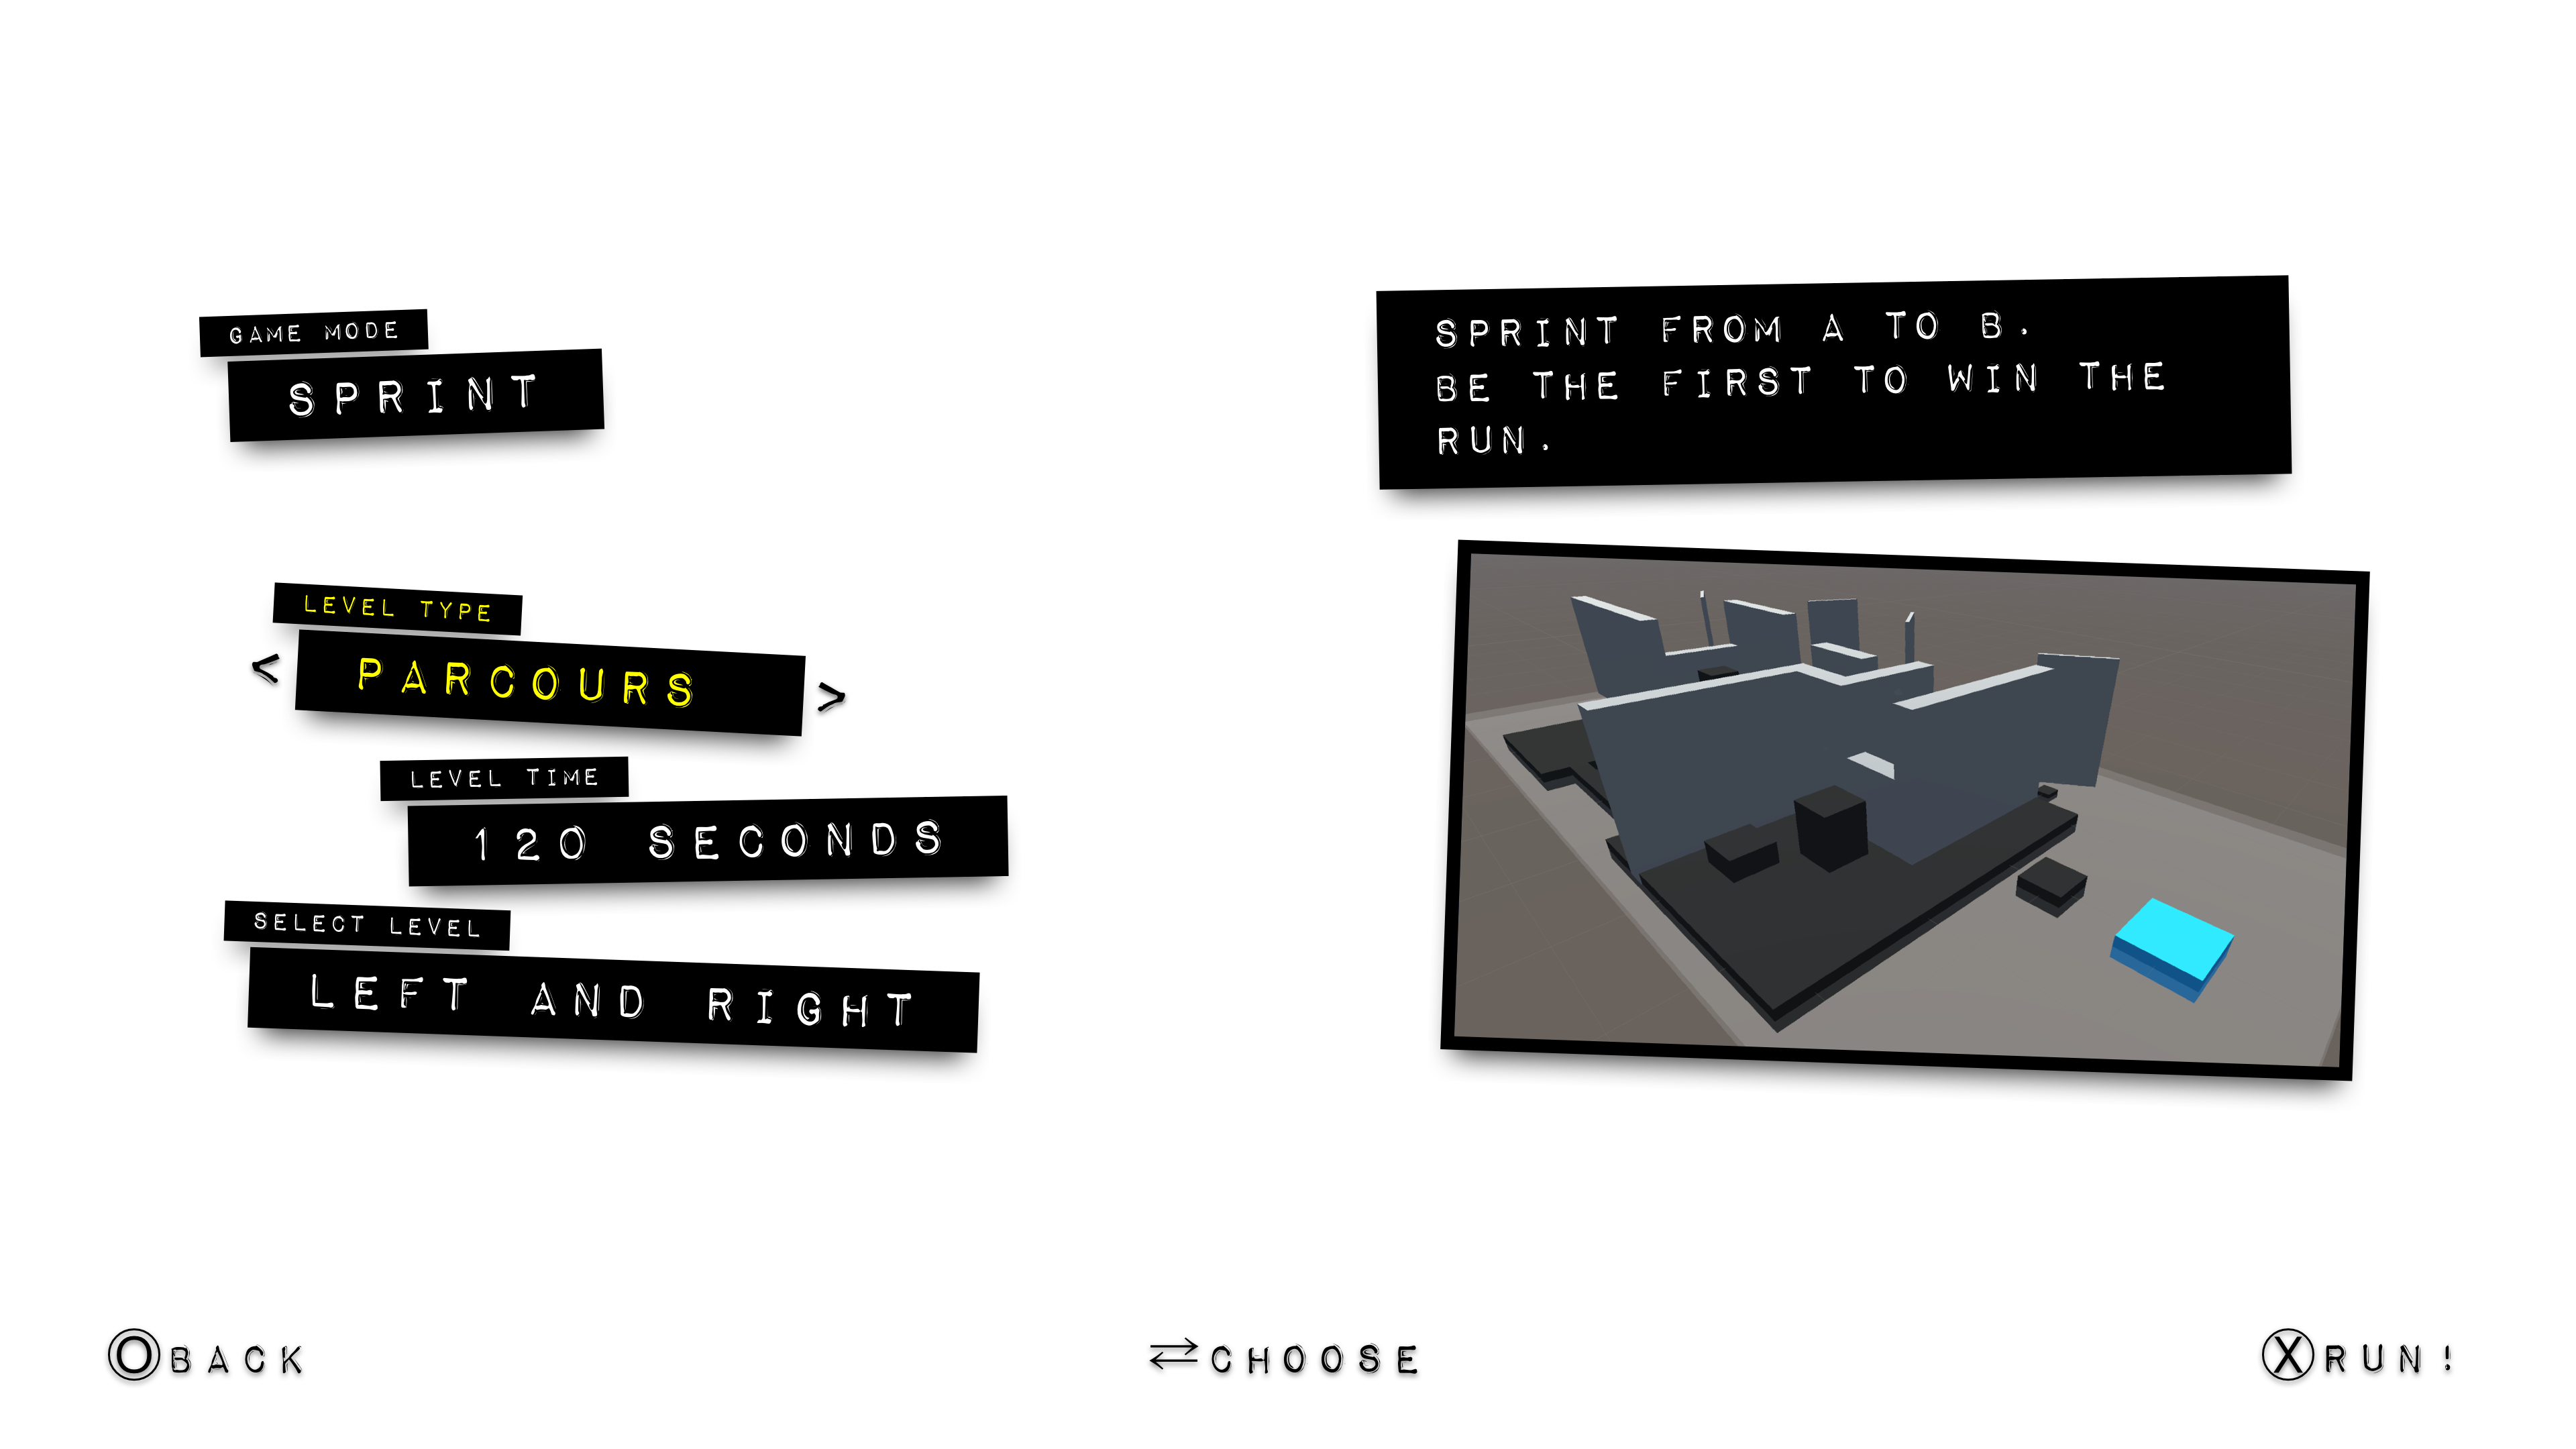 GAME MODE
SPRINT
LEVEL TYPE
< PARCOURS >
LEVEL TIME
120 SECONDS
SELECT LEVEL
LEFT AND RIGHT
SPRINT FROM A TO B.
BE THE FIRST TO WIN THE
RUN.
O BACK
⇄ CHOOSE
X RUN!